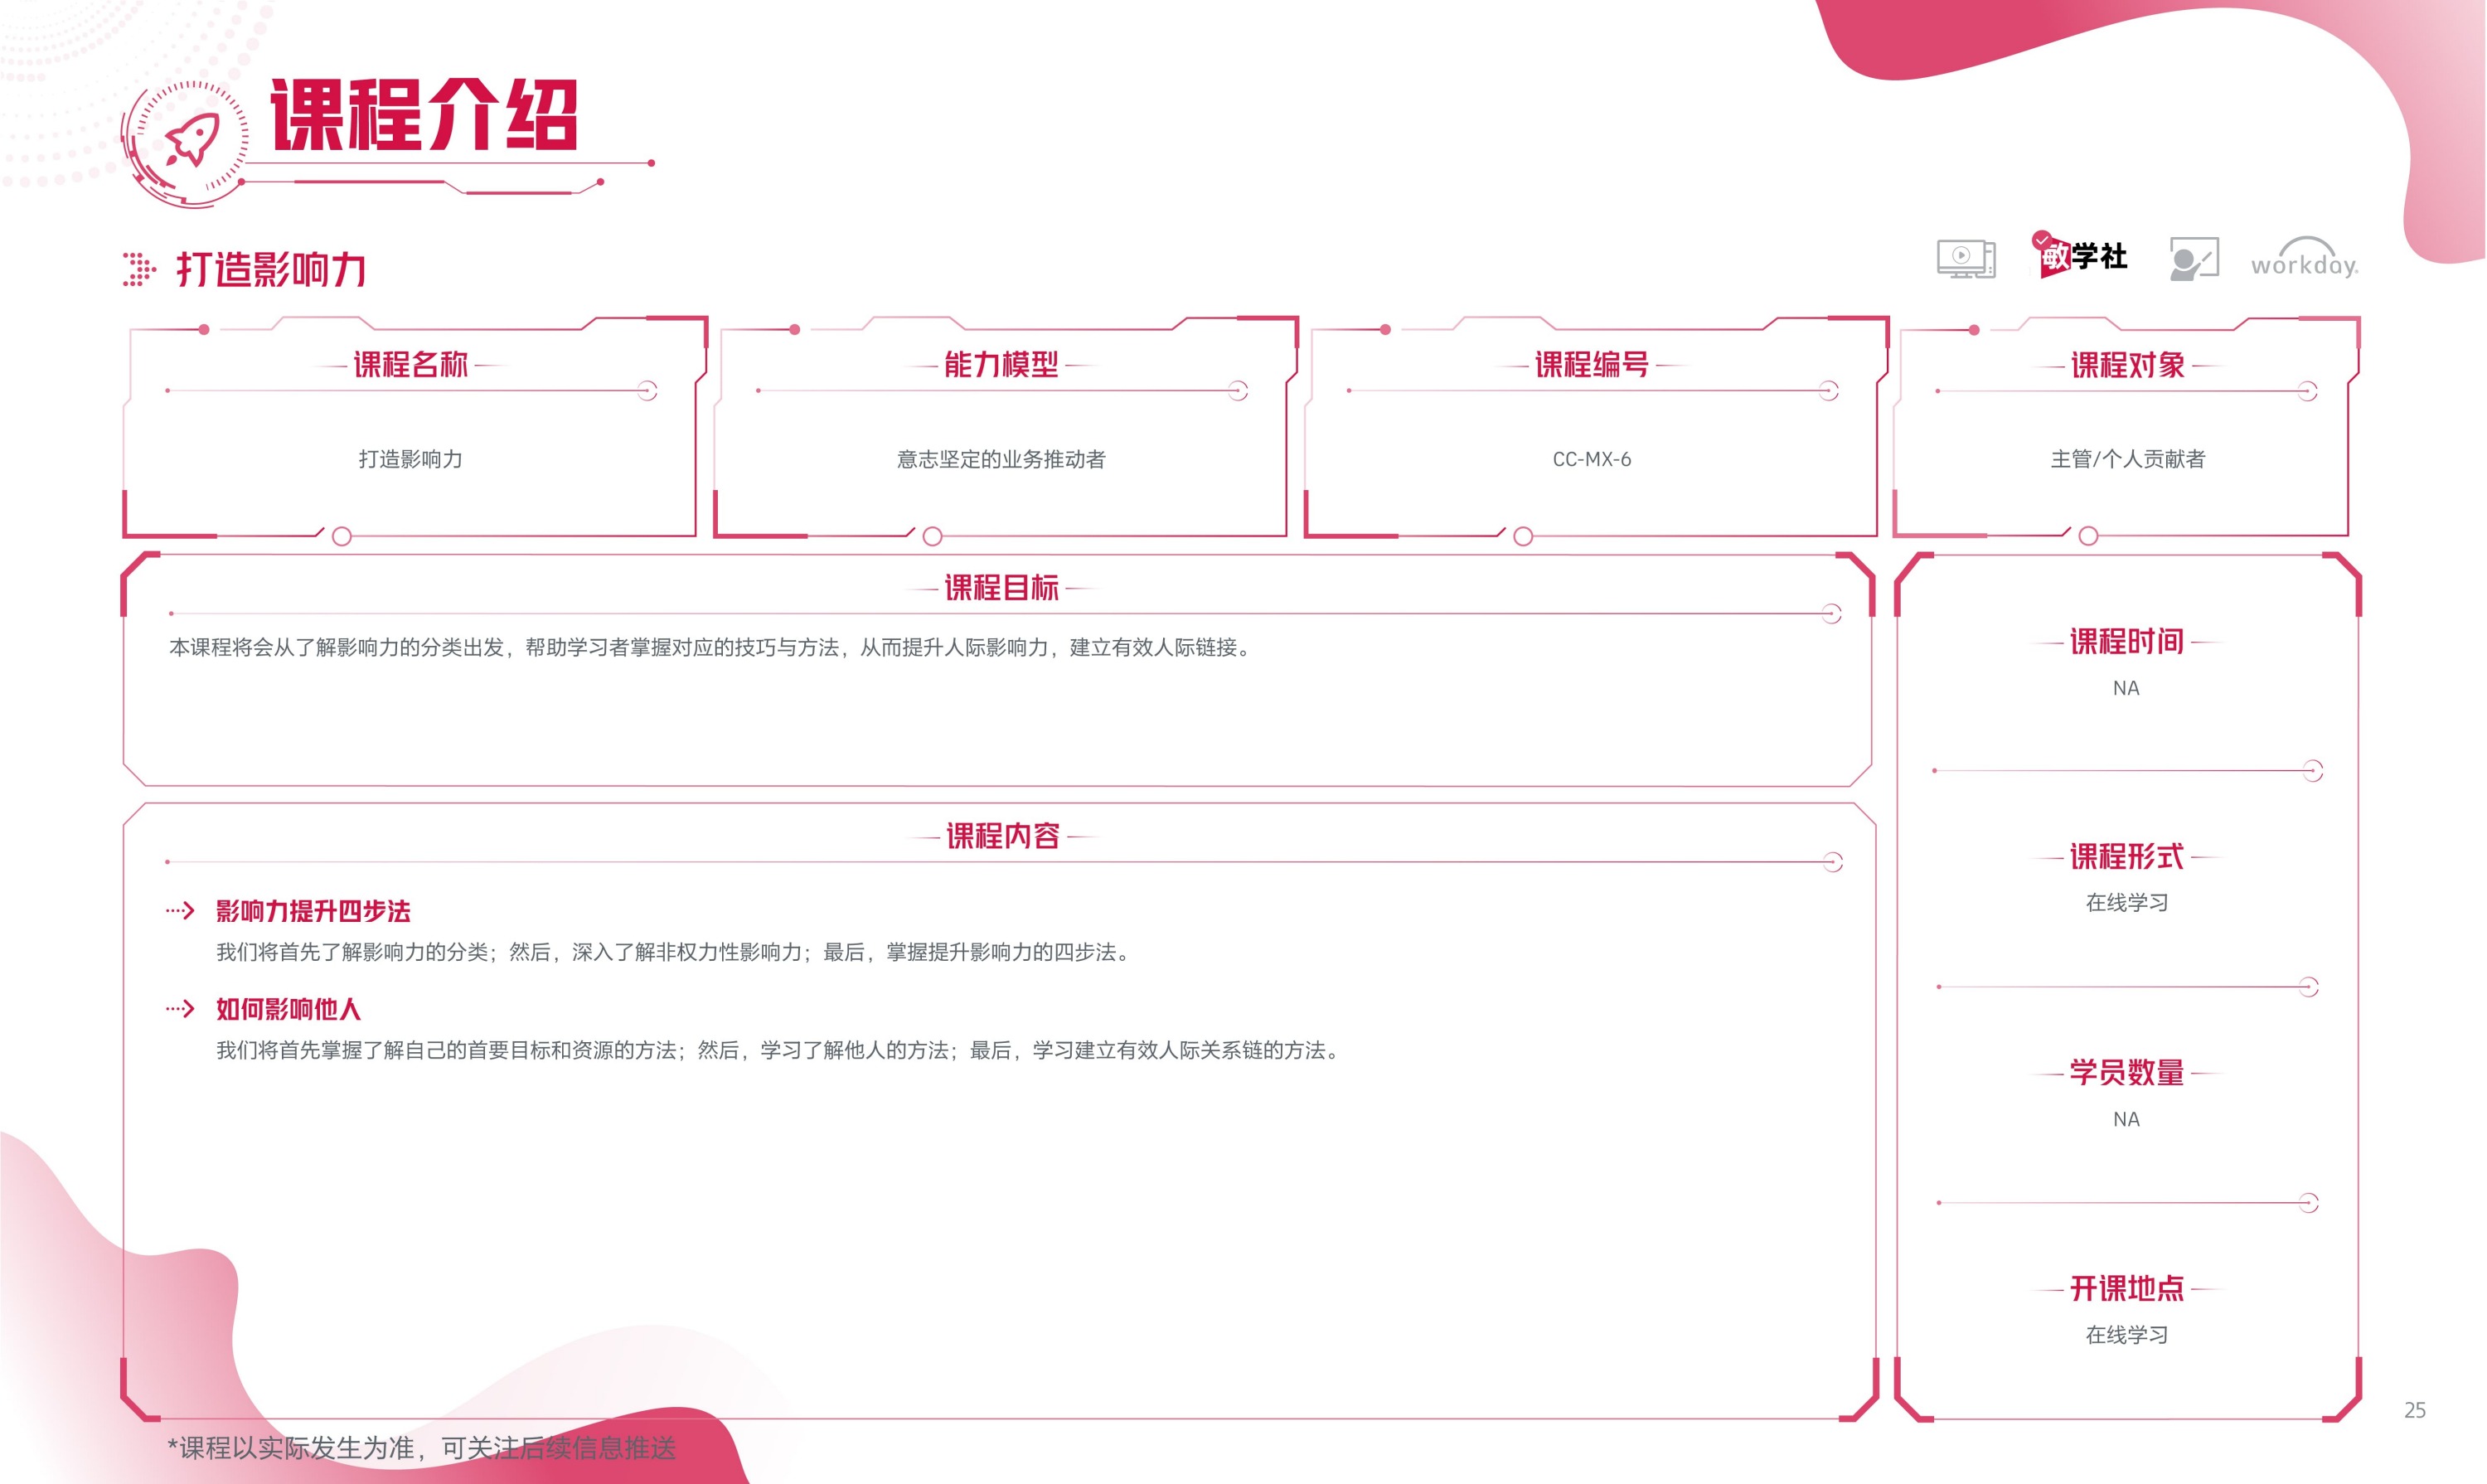 课程介绍
打造影响力
敏学社
workday.
课程名称
打造影响力
能力模型
意志坚定的业务推动者
课程编号
CC-MX-6
课程对象
主管/个人贡献者
课程目标
本课程将会从了解影响力的分类出发，帮助学习者掌握对应的技巧与方法，从而提升人际影响力，建立有效人际链接。
课程内容
影响力提升四步法
我们将首先了解影响力的分类；然后，深入了解非权力性影响力；最后，掌握提升影响力的四步法。
如何影响他人
我们将首先掌握了解自己的首要目标和资源的方法；然后，学习了解他人的方法；最后，学习建立有效人际关系链的方法。
课程时间
NA
课程形式
在线学习
学员数量
NA
开课地点
在线学习
*课程以实际发生为准，可关注后续信息推送
25